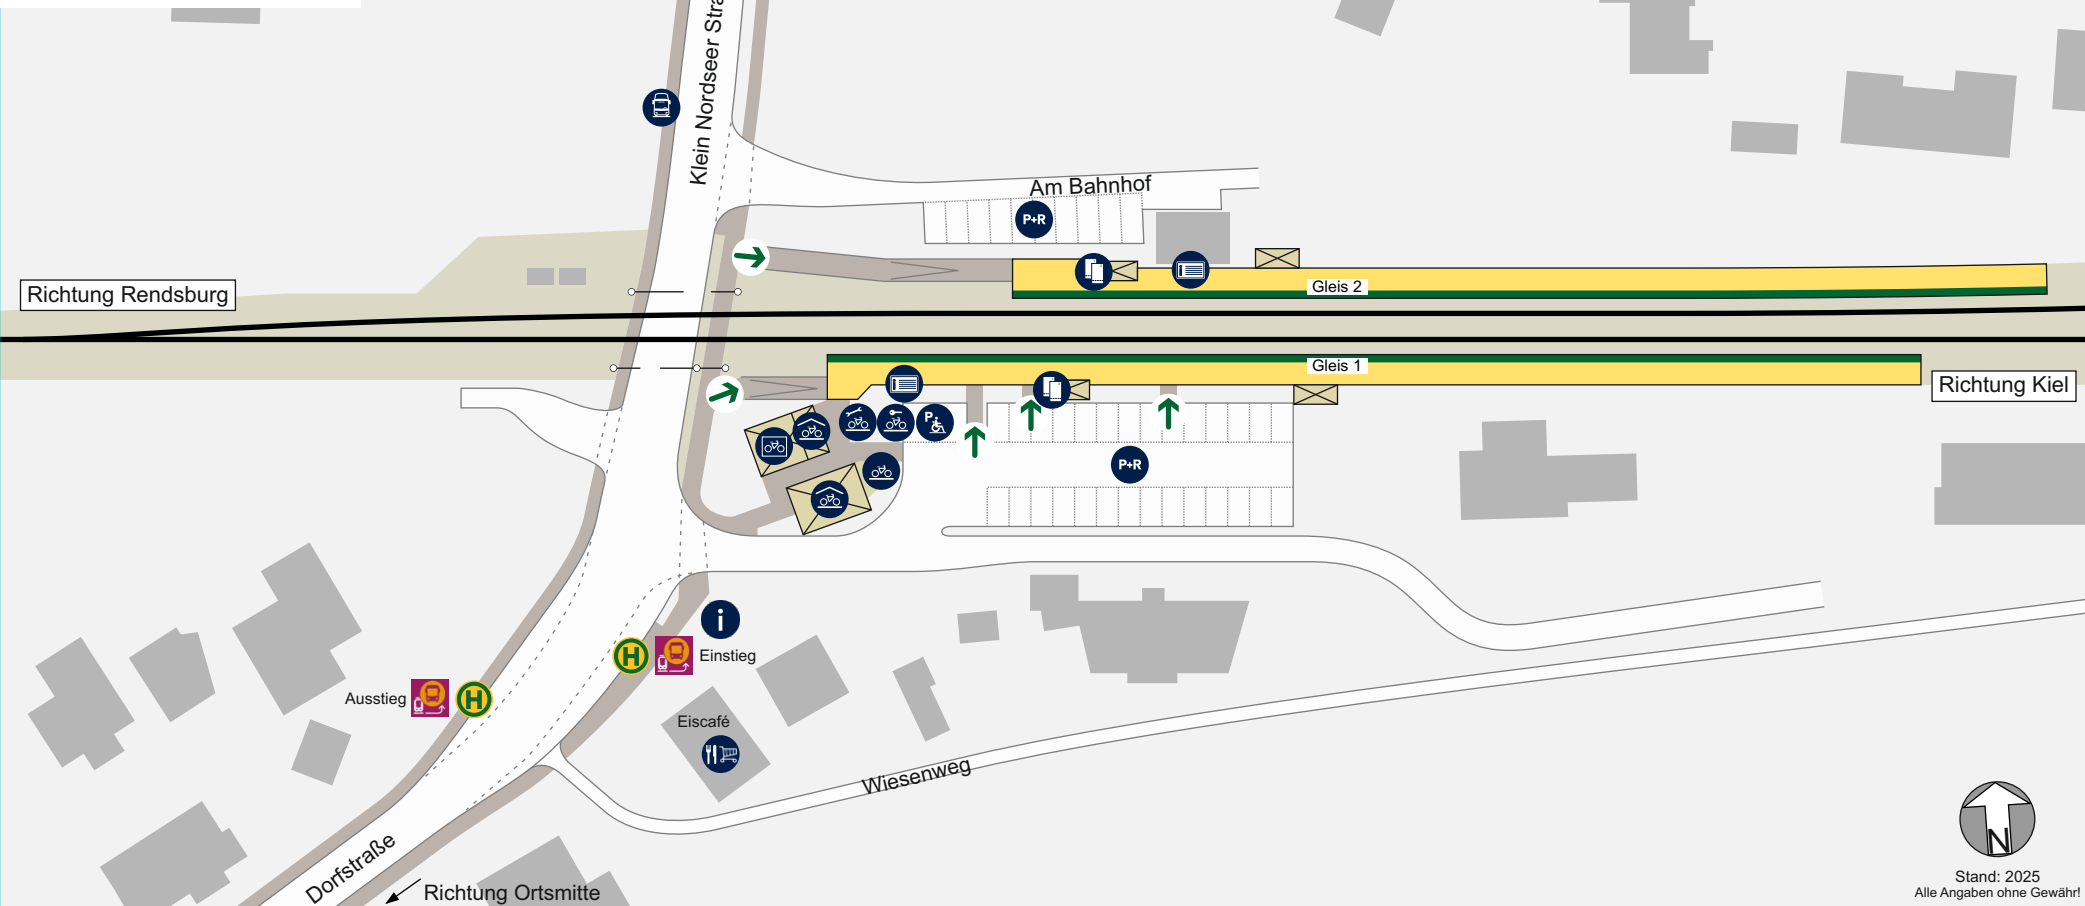 Klein Nordseer Stra
Am Bahnhof
P+R
Richtung Rendsburg
Gleis 2
Gleis 1
Richtung Kiel
P
P+R
i
H
Einstieg
Ausstieg
H
Eiscafé
Wiesenweg
Dorfstraße
Richtung Ortsmitte
N
Stand: 2025
Alle Angaben ohne Gewähr!